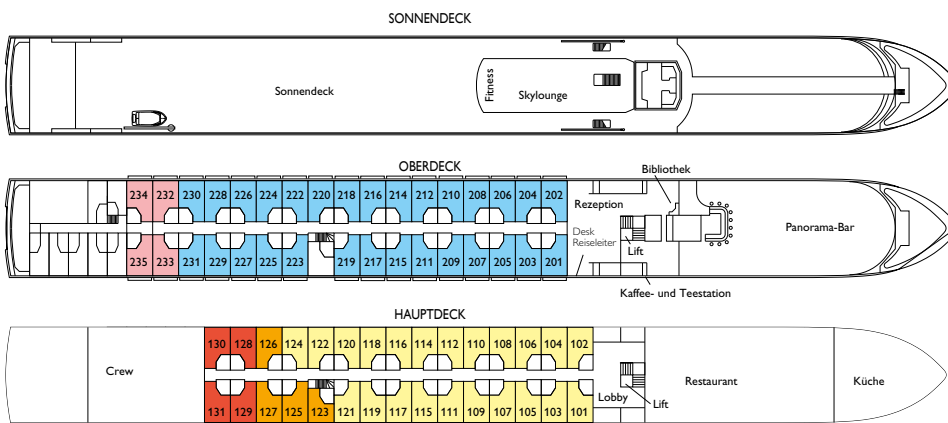 SONNENDECK
Sonnendeck
Fitness
Skylounge
OBERDECK
Bibliothek
234 232 230 228 226 224 222 220 218 216 214 212 210 208 206 204 202
Rezeption
Desk
Reiseleiter
Lift
Panorama-Bar
235 233 231 229 227 225 223 219 217 215 211 209 207 205 203 201
Kaffee- und Teestation
HAUPTDECK
130 128 126 124 122 120 118 116 114 112 110 108 106 104 102
Crew
Restaurant
Küche
Lobby
Lift
131 129 127 125 123 121 119 117 115 111 109 107 105 103 101